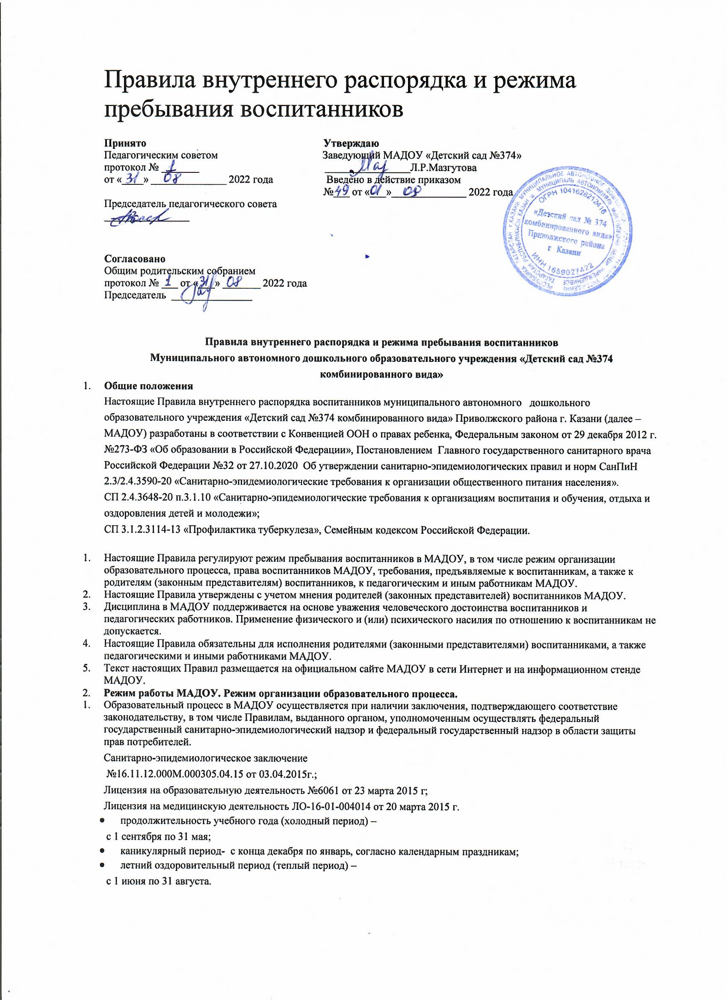 Правила внутреннего распорядка и режима
пребывания воспитанников
Принято
Педагогическим советом
протокол № 1
от «31» 08 2022 года
Председатель педагогического совета
Утверждаю
Заведующий МАДОУ «Детский сад №374»
Л.Р.Мазгутова
Введено в действие приказом
№49 от «01» 09 2022 года
ОГРН 1041628212416
«Детский сад № 374
комбинированного вида»
Приволжского района
г Казани
ИНН 1659027422
Согласовано
Общим родительским собранием
протокол № 1 от «31» 08 2022 года
Председатель
Правила внутреннего распорядка и режима пребывания воспитанников
Муниципального автономного дошкольного образовательного учреждения «Детский сад №374
комбинированного вида»
1. Общие положения
Настоящие Правила внутреннего распорядка воспитанников муниципального автономного дошкольного
образовательного учреждения «Детский сад №374 комбинированного вида» Приволжского района г. Казани (далее –
МАДОУ) разработаны в соответствии с Конвенцией ООН о правах ребенка, Федеральным законом от 29 декабря 2012 г.
№273-ФЗ «Об образовании в Российской Федерации», Постановлением Главного государственного санитарного врача
Российской Федерации №32 от 27.10.2020 Об утверждении санитарно-эпидемиологических правил и норм СанПиН
2.3/2.4.3590-20 «Санитарно-эпидемиологические требования к организации общественного питания населения».
СП 2.4.3648-20 п.3.1.10 «Санитарно-эпидемиологические требования к организациям воспитания и обучения, отдыха и
оздоровления детей и молодежи»;
СП 3.1.2.3114-13 «Профилактика туберкулеза», Семейным кодексом Российской Федерации.
1. Настоящие Правила регулируют режим пребывания воспитанников в МАДОУ, в том числе режим организации
образовательного процесса, права воспитанников МАДОУ, требования, предъявляемые к воспитанникам, а также к
родителям (законным представителям) воспитанников, к педагогическим и иным работникам МАДОУ.
2. Настоящие Правила утверждены с учетом мнения родителей (законных представителей) воспитанников МАДОУ.
3. Дисциплина в МАДОУ поддерживается на основе уважения человеческого достоинства воспитанников и
педагогических работников. Применение физического и (или) психического насилия по отношению к воспитанникам не
допускается.
4. Настоящие Правила обязательны для исполнения родителями (законными представителями) воспитанниками, а также
педагогическими и иными работниками МАДОУ.
5. Текст настоящих Правил размещается на официальном сайте МАДОУ в сети Интернет и на информационном стенде
МАДОУ.
2. Режим работы МАДОУ. Режим организации образовательного процесса.
1. Образовательный процесс в МАДОУ осуществляется при наличии заключения, подтверждающего соответствие
законодательству, в том числе Правилам, выданного органом, уполномоченным осуществлять федеральный
государственный санитарно-эпидемиологический надзор и федеральный государственный надзор в области защиты
прав потребителей.
Санитарно-эпидемиологическое заключение
№16.11.12.000М.000305.04.15 от 03.04.2015г.;
Лицензия на образовательную деятельность №6061 от 23 марта 2015 г;
Лицензия на медицинскую деятельность ЛО-16-01-004014 от 20 марта 2015 г.
• продолжительность учебного года (холодный период) –
с 1 сентября по 31 мая;
• каникулярный период- с конца декабря по январь, согласно календарным праздникам;
• летний оздоровительный период (теплый период) –
с 1 июня по 31 августа.